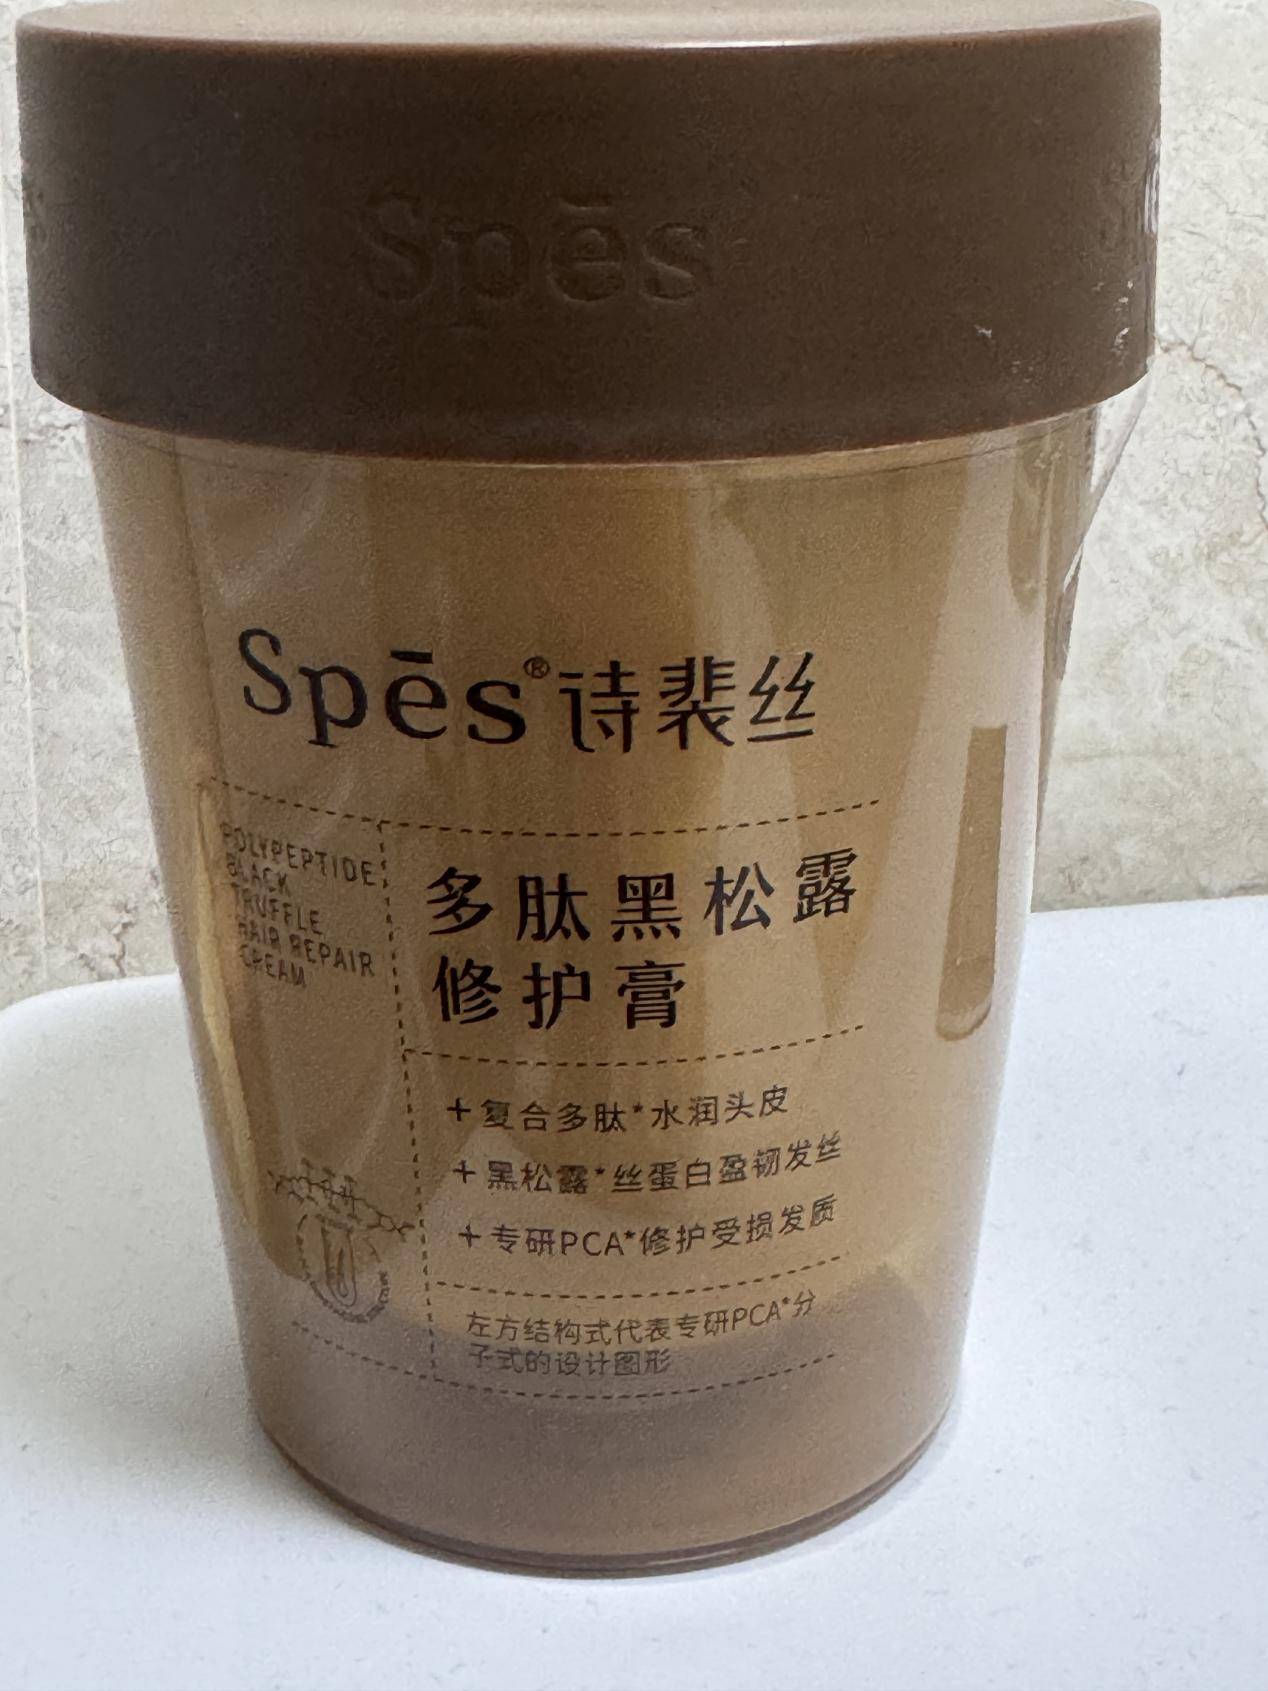 Spēs
Spēs®诗裴丝
POLYPEPTIDE
BLACK
TRUFFLE
HAIR REPAIR
CREAM
多肽黑松露
修护膏
+复合多肽*水润头皮
+黑松露*丝蛋白盈韧发丝
+专研PCA*修护受损发质
左方结构式代表专研PCA*分
子式的设计图形